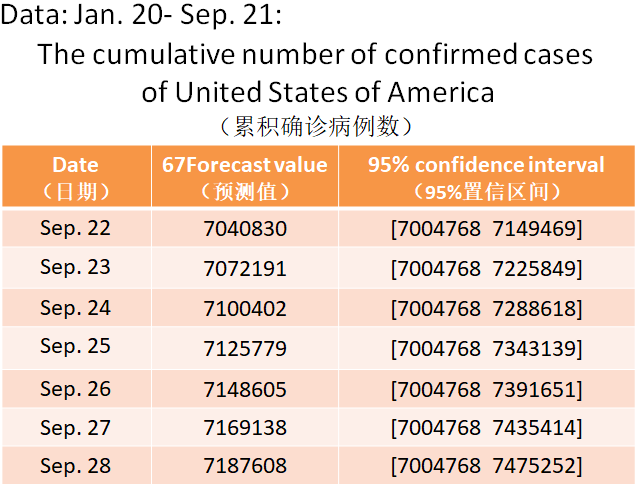 Data: Jan. 20- Sep. 21:
The cumulative number of confirmed cases
of United States of America
（累积确诊病例数）
Date 67Forecast value 95% confidence interval
（日期） （预测值） （95%置信区间）
Sep. 22 7040830 [7004768 7149469]
Sep. 23 7072191 [7004768 7225849]
Sep. 24 7100402 [7004768 7288618]
Sep. 25 7125779 [7004768 7343139]
Sep. 26 7148605 [7004768 7391651]
Sep. 27 7169138 [7004768 7435414]
Sep. 28 7187608 [7004768 7475252]